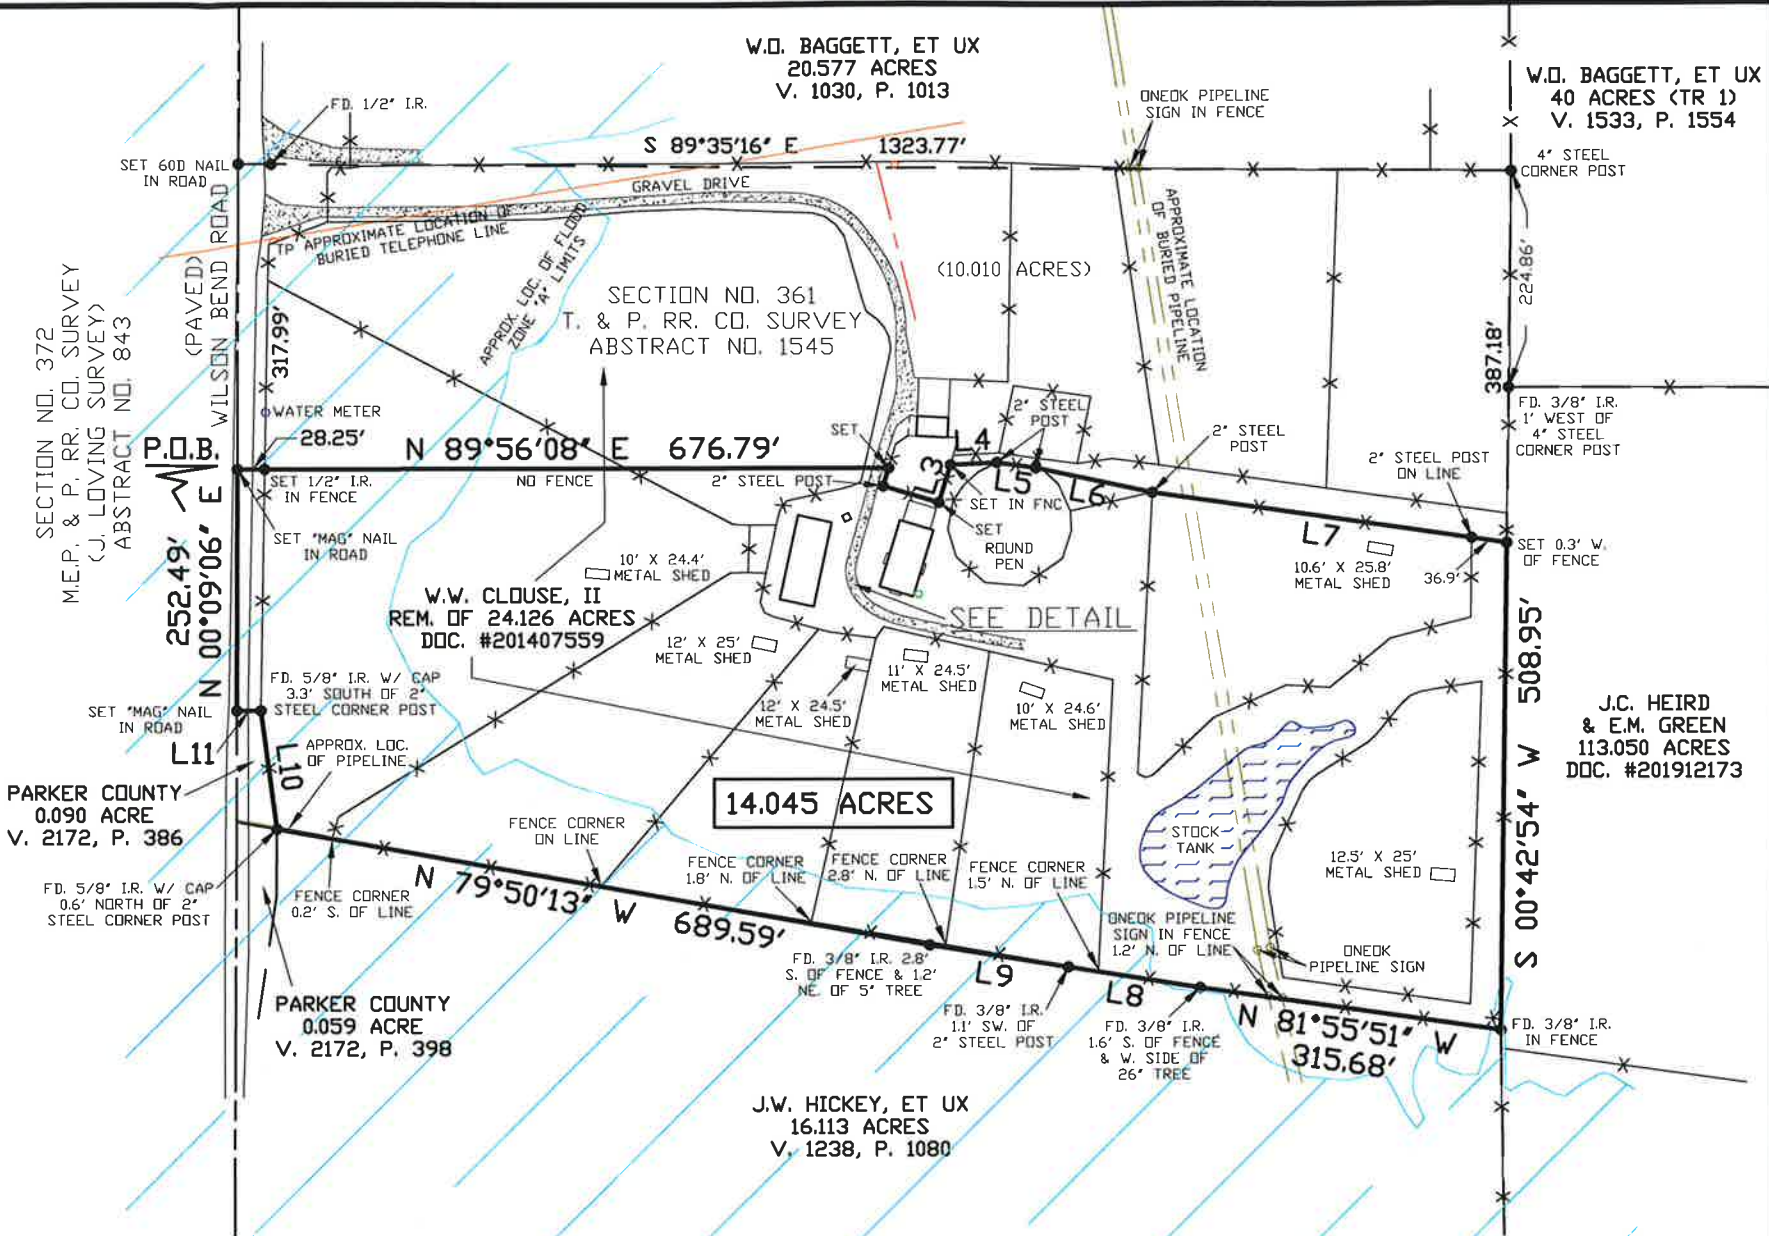 W.O. BAGGETT, ET UX
20.577 ACRES
V. 1030, P. 1013
W.O. BAGGETT, ET UX
40 ACRES (TR 1)
V. 1533, P. 1554
FD. 1/2" I.R.
ONEOK PIPELINE
SIGN IN FENCE
SET 60D NAIL
IN ROAD
S 89°35'16" E 1323.77'
4" STEEL
CORNER POST
GRAVEL DRIVE
TP
APPROXIMATE LOCATION OF
BURIED TELEPHONE LINE
APPROX. LOC. OF FLOOD
ZONE "A" LIMITS
(10.010 ACRES)
APPROXIMATE LOCATION
OF BURIED PIPELINE
224.86'
387.18'
SECTION NO. 372
M.E.P. & P. RR. CO. SURVEY
(J. LOVING SURVEY)
ABSTRACT NO. 843
(PAVED)
WILSON BEND ROAD
317.99'
SECTION NO. 361
T. & P. RR. CO. SURVEY
ABSTRACT NO. 1545
WATER METER
28.25'
P.O.B.
N 89°56'08" E 676.79'
NO FENCE
SET 1/2" I.R.
IN FENCE
SET "MAG" NAIL
IN ROAD
SET
2" STEEL POST
L3
L4
2" STEEL
POST
L5
L6
SET IN FNC
SET
ROUND
PEN
2" STEEL
POST
2" STEEL POST
ON LINE
FD. 3/8" I.R.
1' WEST OF
4" STEEL
CORNER POST
L7
36.9'
SET 0.3' W.
OF FENCE
10.6' X 25.8'
METAL SHED
252.49'
N 00°09'06" E
10' X 24.4'
METAL SHED
W.W. CLOUSE, II
REM. OF 24.126 ACRES
DOC. #201407559
SEE DETAIL
12' X 25'
METAL SHED
11' X 24.5'
METAL SHED
12' X 24.5'
METAL SHED
10' X 24.6'
METAL SHED
S 00°42'54" W 508.95'
J.C. HEIRD
& E.M. GREEN
113.050 ACRES
DOC. #201912173
FD. 5/8" I.R. W/ CAP
3.3' SOUTH OF 2"
STEEL CORNER POST
SET "MAG" NAIL
IN ROAD
L11
L10
APPROX. LOC.
OF PIPELINE
PARKER COUNTY
0.090 ACRE
V. 2172, P. 386
14.045 ACRES
STOCK
TANK
12.5' X 25'
METAL SHED
FENCE CORNER
ON LINE
FENCE CORNER
1.8' N. OF LINE
FENCE CORNER
2.8' N. OF LINE
FENCE CORNER
1.5' N. OF LINE
FD. 5/8" I.R. W/ CAP
0.6' NORTH OF 2"
STEEL CORNER POST
FENCE CORNER
0.2' S. OF LINE
N 79°50'13" W
689.59'
ONEOK PIPELINE
SIGN IN FENCE
1.2' N. OF LINE
ONEOK
PIPELINE SIGN
FD. 3/8" I.R. 2.8'
S. OF FENCE & 1.2'
NE. OF 5" TREE
L9
L8
FD. 3/8" I.R.
1.1' SW. OF
2" STEEL POST
FD. 3/8" I.R.
1.6' S. OF FENCE
& W. SIDE OF
26" TREE
N 81°55'51" W
315.68'
FD. 3/8" I.R.
IN FENCE
PARKER COUNTY
0.059 ACRE
V. 2172, P. 398
J.W. HICKEY, ET UX
16.113 ACRES
V. 1238, P. 1080